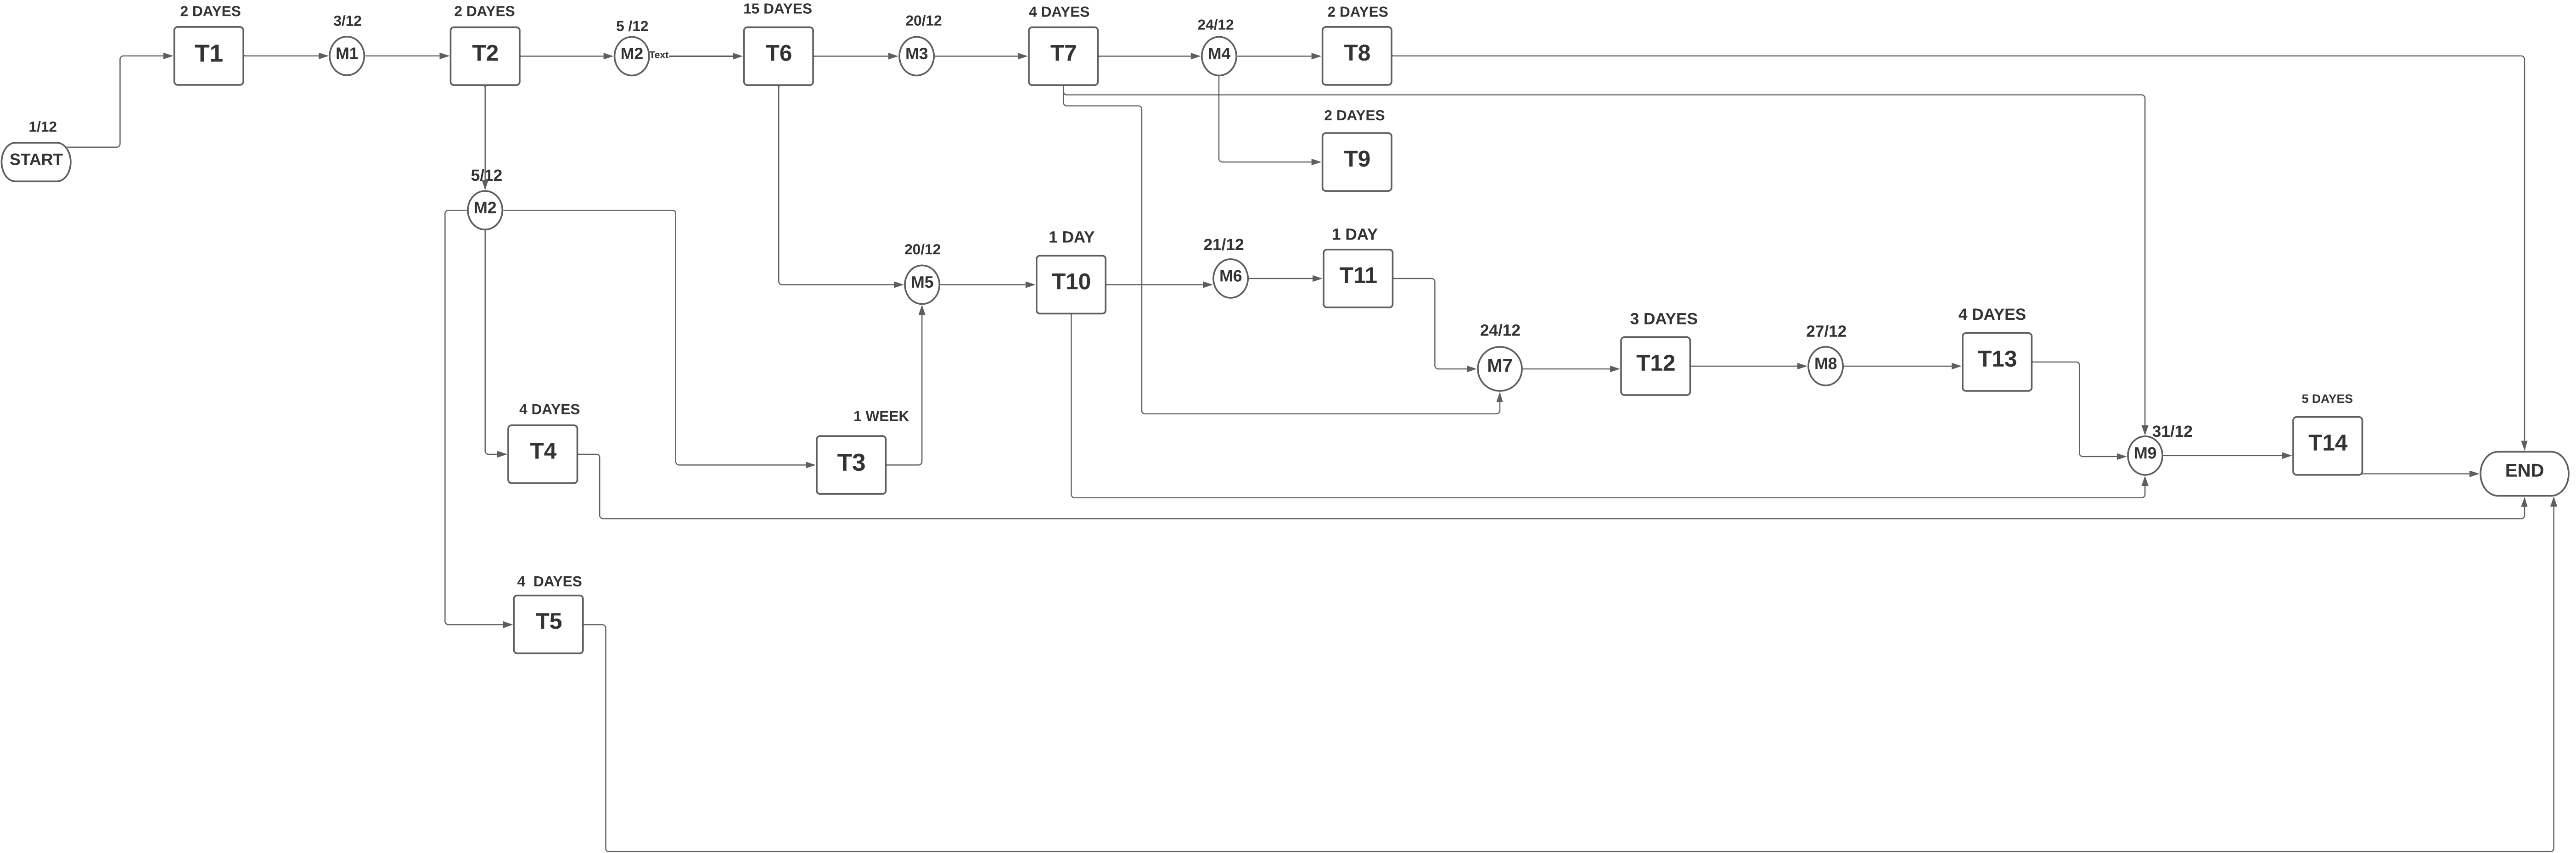 2 DAYES
3/12
2 DAYES
5 /12
15 DAYES
20/12
4 DAYES
24/12
2 DAYES
T1
M1
T2
M2
Text
T6
M3
T7
M4
T8
1/12
START
2 DAYES
T9
5/12
M2
20/12
M5
1 DAY
T10
21/12
M6
1 DAY
T11
24/12
M7
3 DAYES
T12
27/12
M8
4 DAYES
T13
4 DAYES
T4
1 WEEK
T3
31/12
M9
5 DAYES
T14
END
4  DAYES
T5